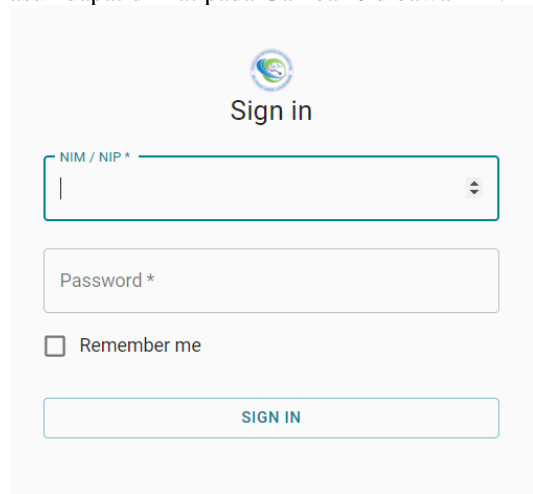 Sign in
NIM / NIP *
Password *
Remember me
SIGN IN